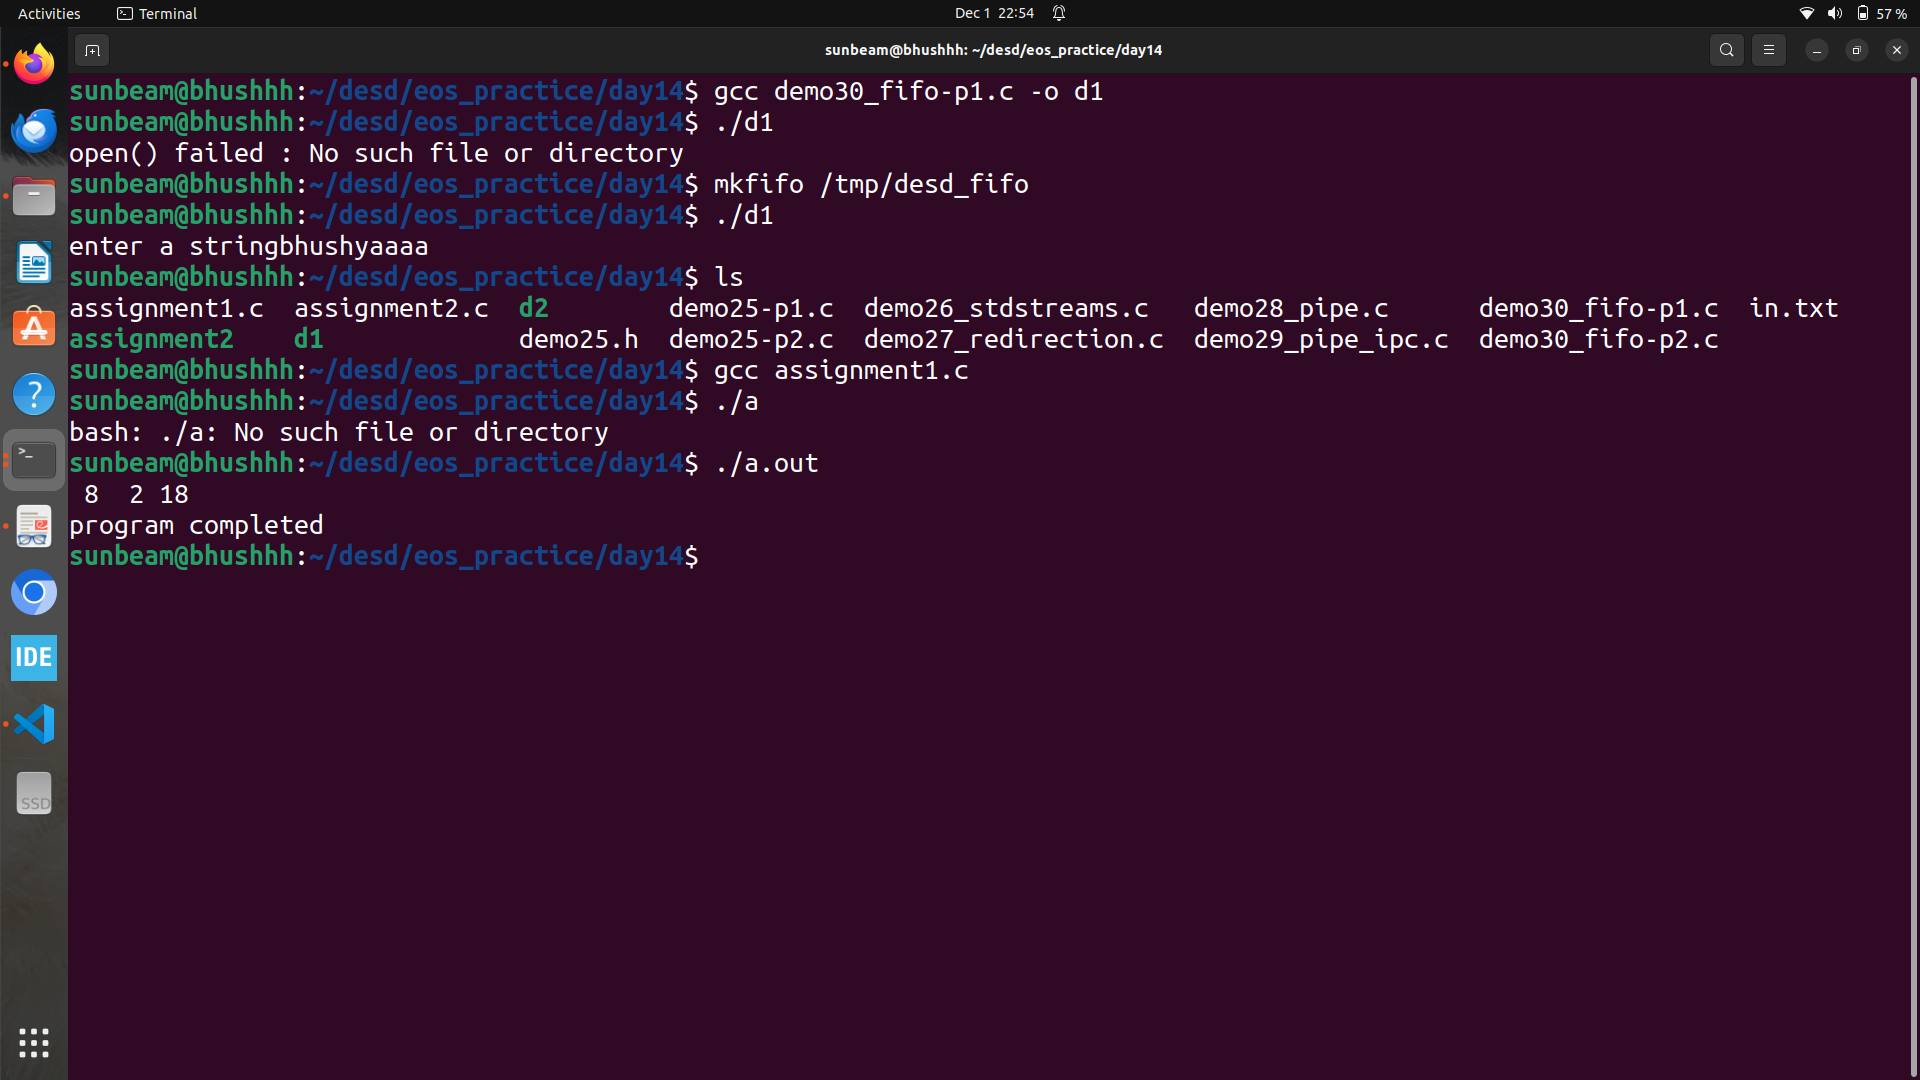 Activities Terminal Dec 1 22:54 57 %
sunbeam@bhushhh: ~/desd/eos_practice/day14
sunbeam@bhushhh:~/desd/eos_practice/day14$ gcc demo30_fifo-p1.c -o d1
sunbeam@bhushhh:~/desd/eos_practice/day14$ ./d1
open() failed : No such file or directory
sunbeam@bhushhh:~/desd/eos_practice/day14$ mkfifo /tmp/desd_fifo
sunbeam@bhushhh:~/desd/eos_practice/day14$ ./d1
enter a stringbhushyaaaa
sunbeam@bhushhh:~/desd/eos_practice/day14$ ls
assignment1.c  assignment2.c  d2        demo25-p1.c  demo26_stdstreams.c   demo28_pipe.c      demo30_fifo-p1.c  in.txt
assignment2    d1             demo25.h  demo25-p2.c  demo27_redirection.c  demo29_pipe_ipc.c  demo30_fifo-p2.c
sunbeam@bhushhh:~/desd/eos_practice/day14$ gcc assignment1.c
sunbeam@bhushhh:~/desd/eos_practice/day14$ ./a
bash: ./a: No such file or directory
sunbeam@bhushhh:~/desd/eos_practice/day14$ ./a.out
 8  2 18
program completed
sunbeam@bhushhh:~/desd/eos_practice/day14$
>_
IDE
SSD